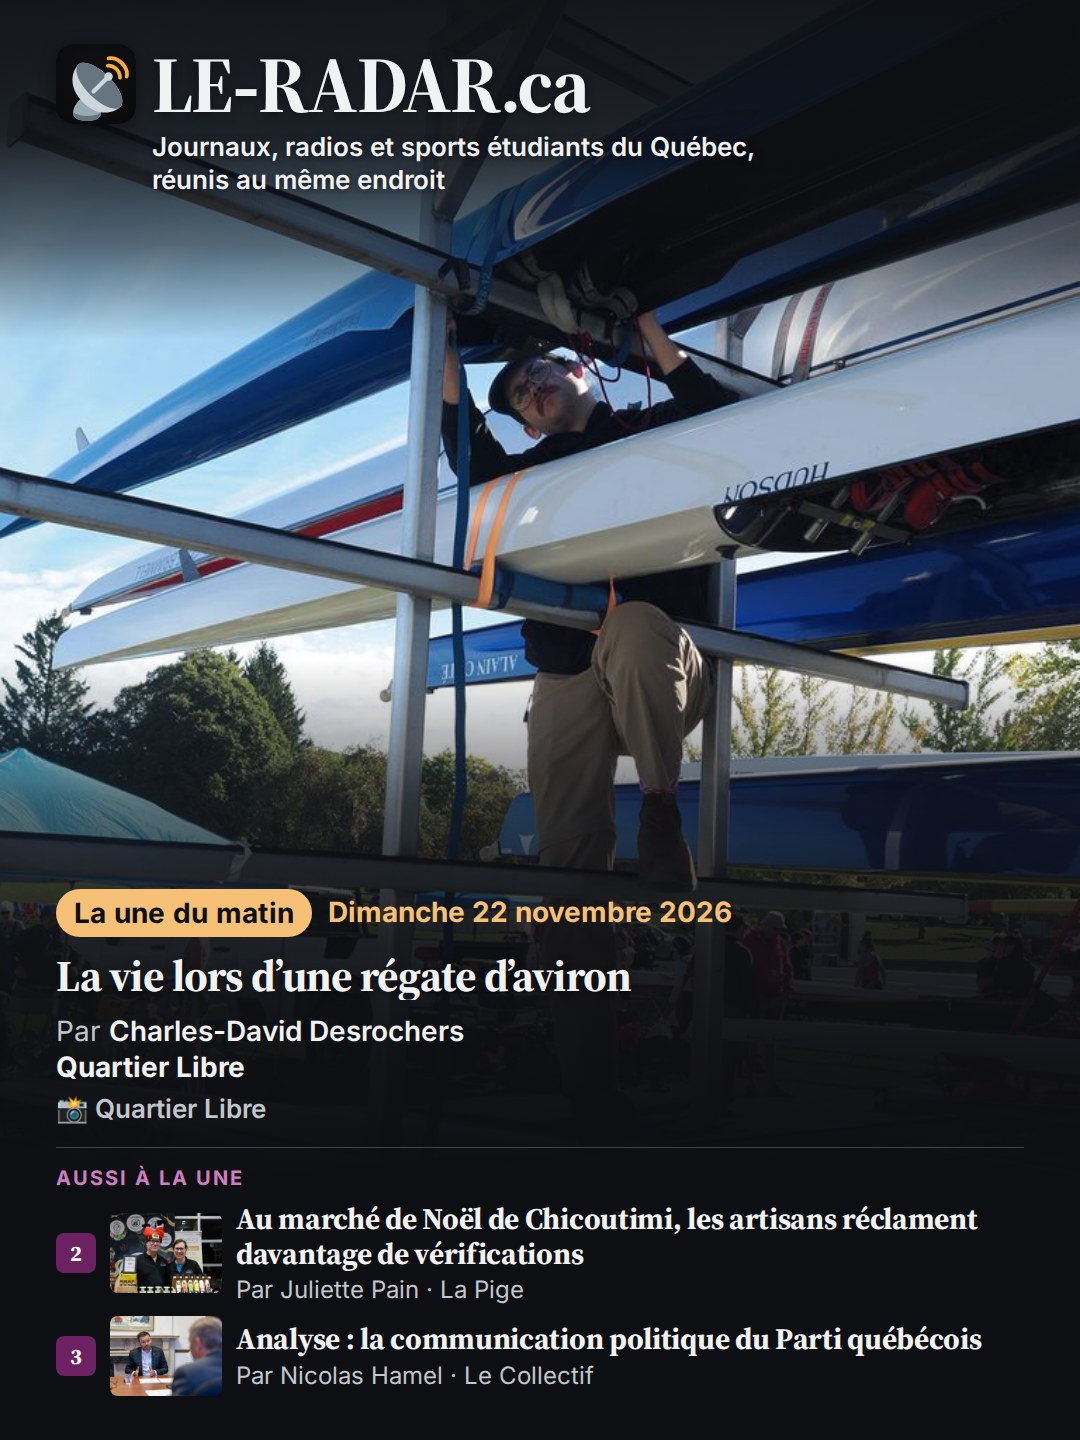 LE-RADAR.ca
Journaux, radios et sports étudiants du Québec,
réunis au même endroit
HUDSON
ALAIN CÔTÉ
La une du matin
Dimanche 22 novembre 2026
La vie lors d’une régate d’aviron
Par Charles-David Desrochers
Quartier Libre
📸 Quartier Libre
AUSSI À LA UNE
2
Au marché de Noël de Chicoutimi, les artisans réclament
davantage de vérifications
Par Juliette Pain · La Pige
3
Analyse : la communication politique du Parti québécois
Par Nicolas Hamel · Le Collectif